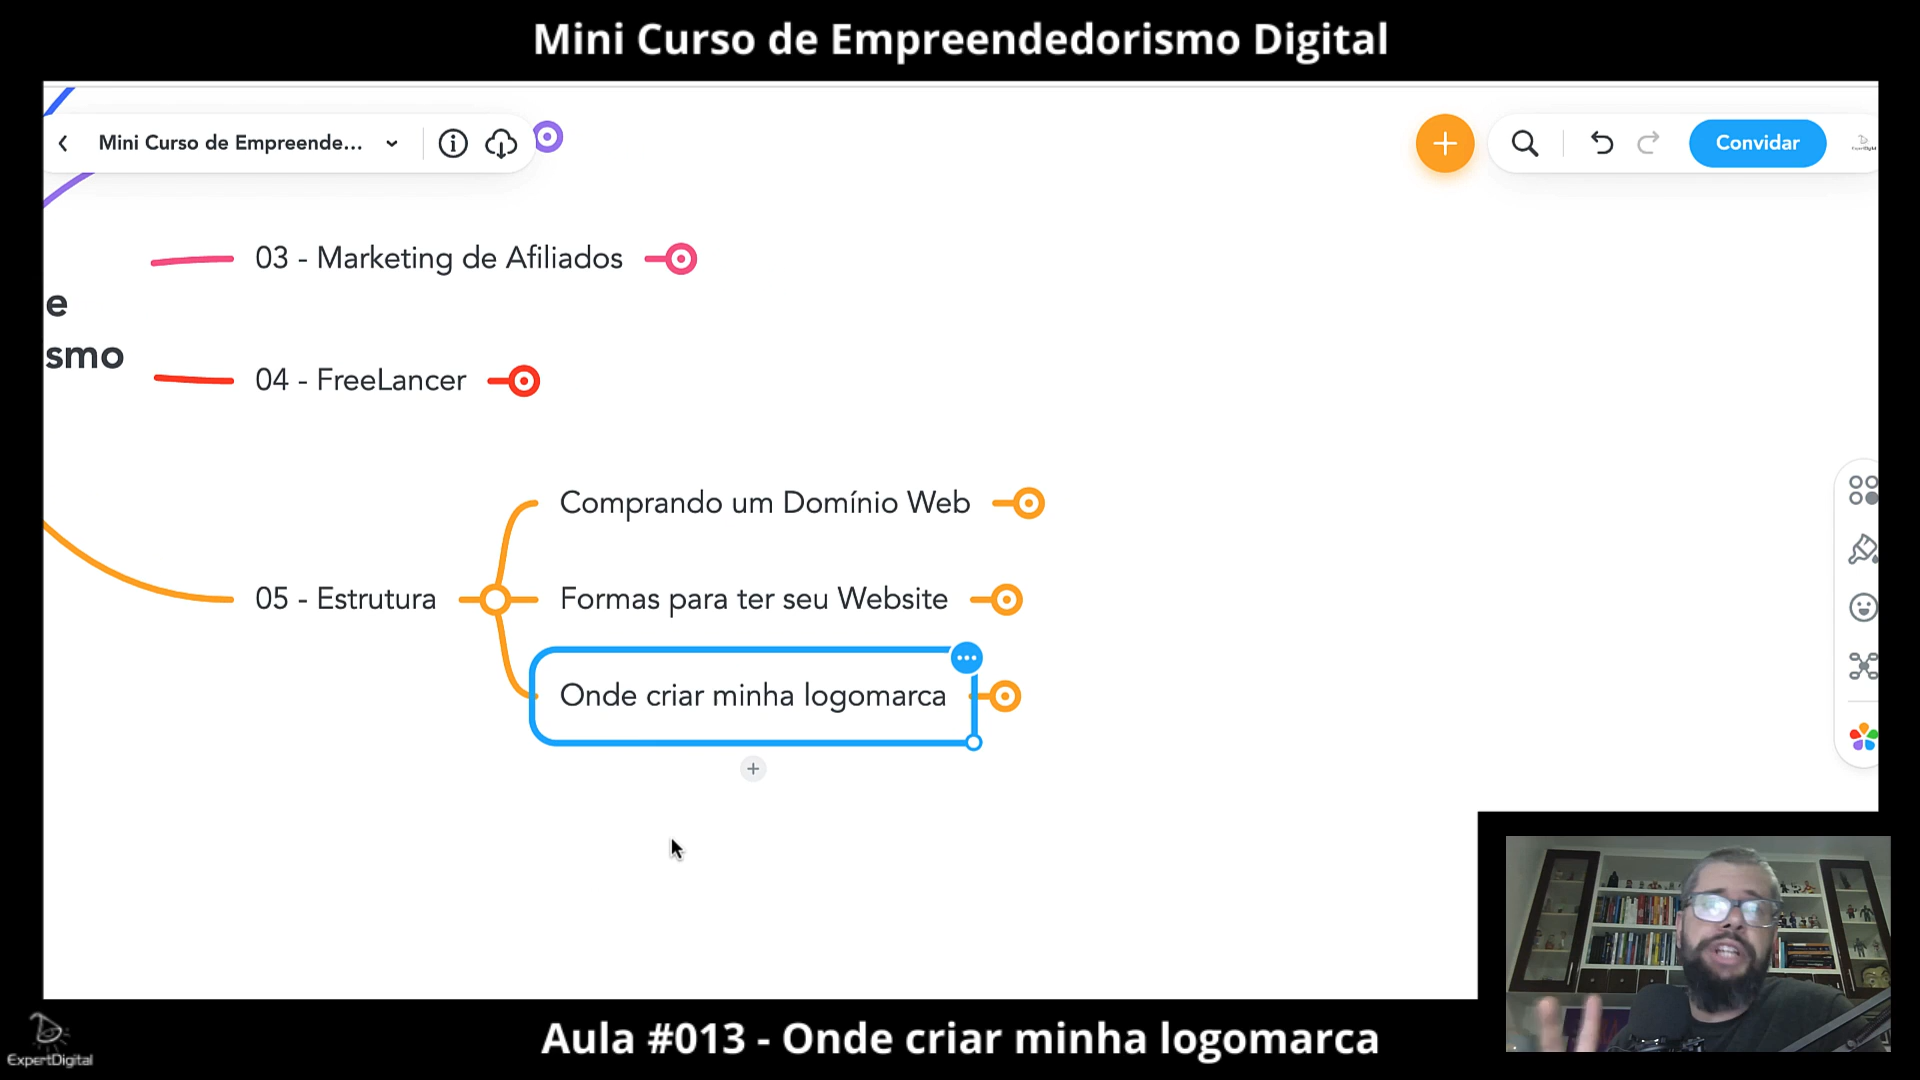 Mini Curso de Empreendedorismo Digital
Mini Curso de Empreende...
Convidar
03 - Marketing de Afiliados
e
smo
04 - FreeLancer
Comprando um Domínio Web
05 - Estrutura
Formas para ter seu Website
Onde criar minha logomarca
Aula #013 - Onde criar minha logomarca
ExpertDigital